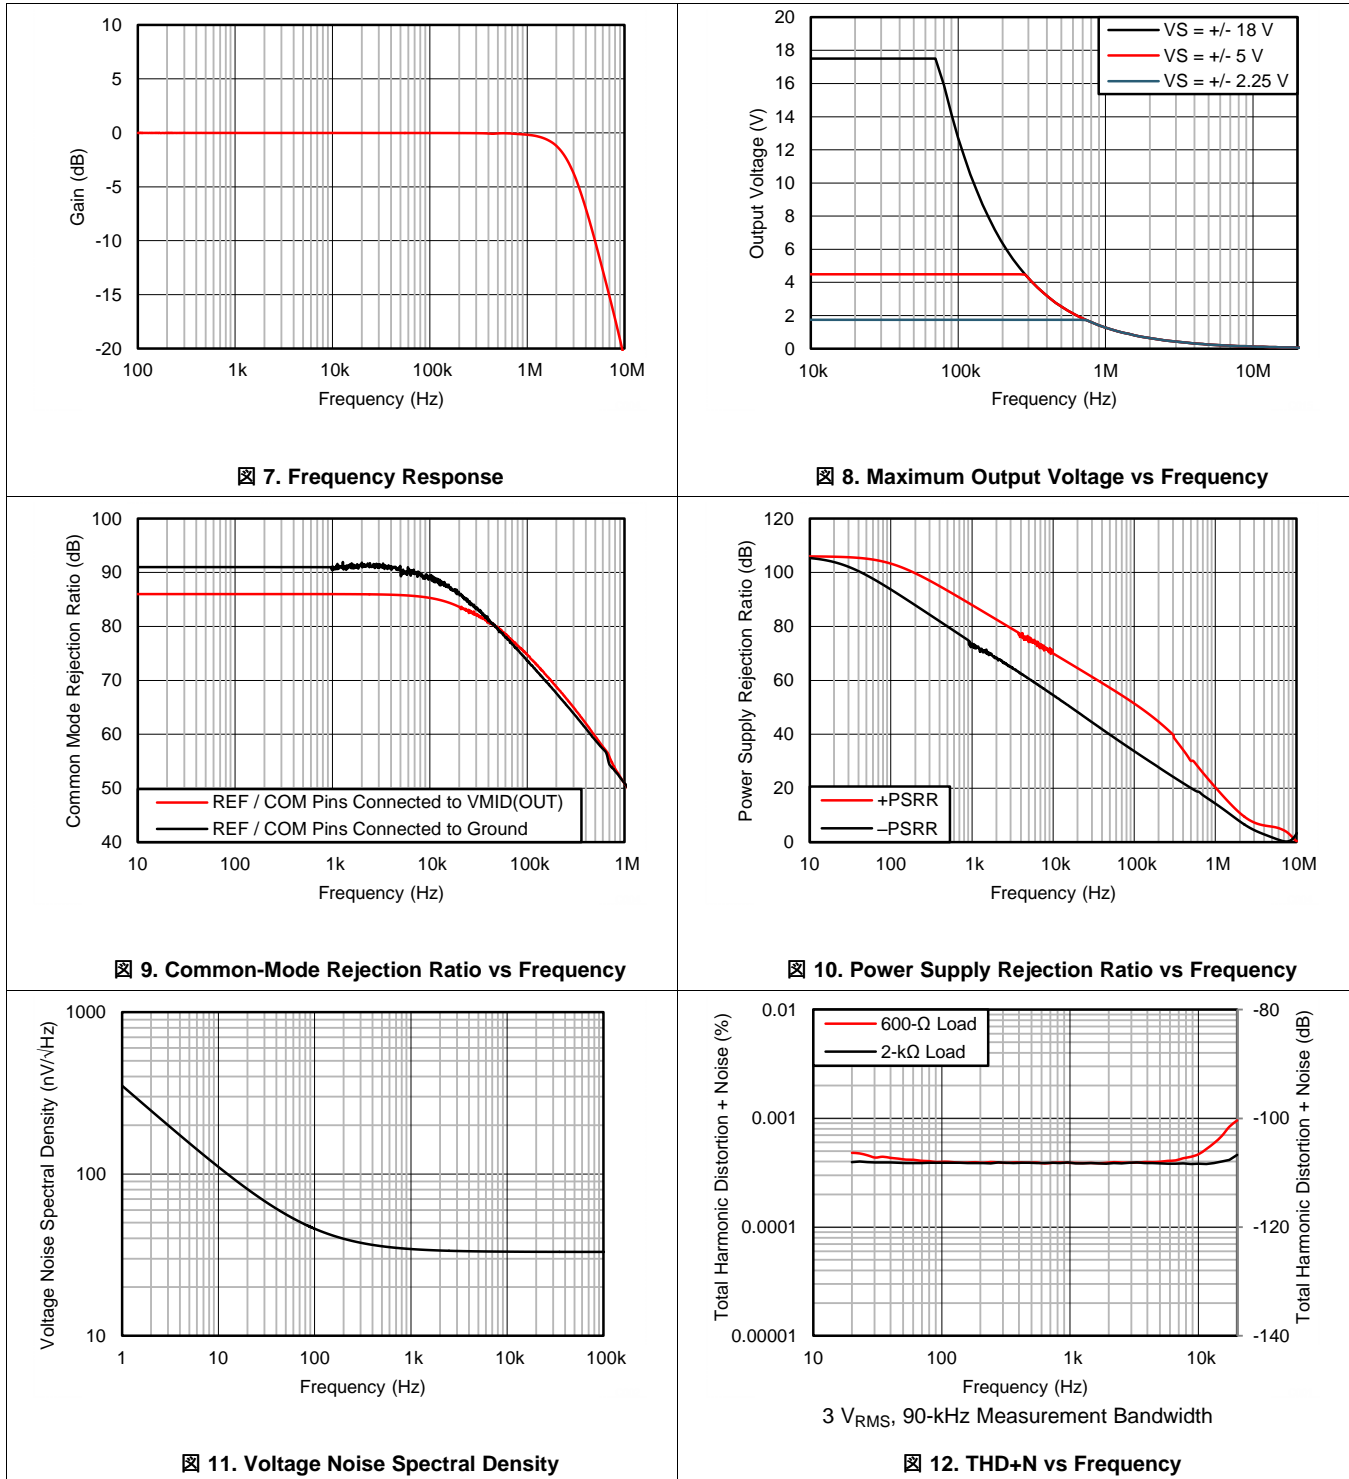 10
5
0
-5
-10
-15
-20
Gain (dB)
100
1k
10k
100k
1M
10M
Frequency (Hz)
図 7. Frequency Response
20
18
16
14
12
10
8
6
4
2
0
Output Voltage (V)
VS = +/- 18 V
VS = +/- 5 V
VS = +/- 2.25 V
10k
100k
1M
10M
Frequency (Hz)
図 8. Maximum Output Voltage vs Frequency
100
90
80
70
60
50
40
Common Mode Rejection Ratio (dB)
REF / COM Pins Connected to VMID(OUT)
REF / COM Pins Connected to Ground
10
100
1k
10k
100k
1M
Frequency (Hz)
図 9. Common-Mode Rejection Ratio vs Frequency
120
100
80
60
40
20
0
Power Supply Rejection Ratio (dB)
+PSRR
–PSRR
10
100
1k
10k
100k
1M
10M
Frequency (Hz)
図 10. Power Supply Rejection Ratio vs Frequency
1000
100
10
Voltage Noise Spectral Density (nV/√Hz)
1
10
100
1k
10k
100k
Frequency (Hz)
図 11. Voltage Noise Spectral Density
0.01
0.001
0.0001
0.00001
Total Harmonic Distortion + Noise (%)
600-Ω Load
2-kΩ Load
-80
-100
-120
-140
Total Harmonic Distortion + Noise (dB)
10
100
1k
10k
Frequency (Hz)
3 VRMS, 90-kHz Measurement Bandwidth
図 12. THD+N vs Frequency